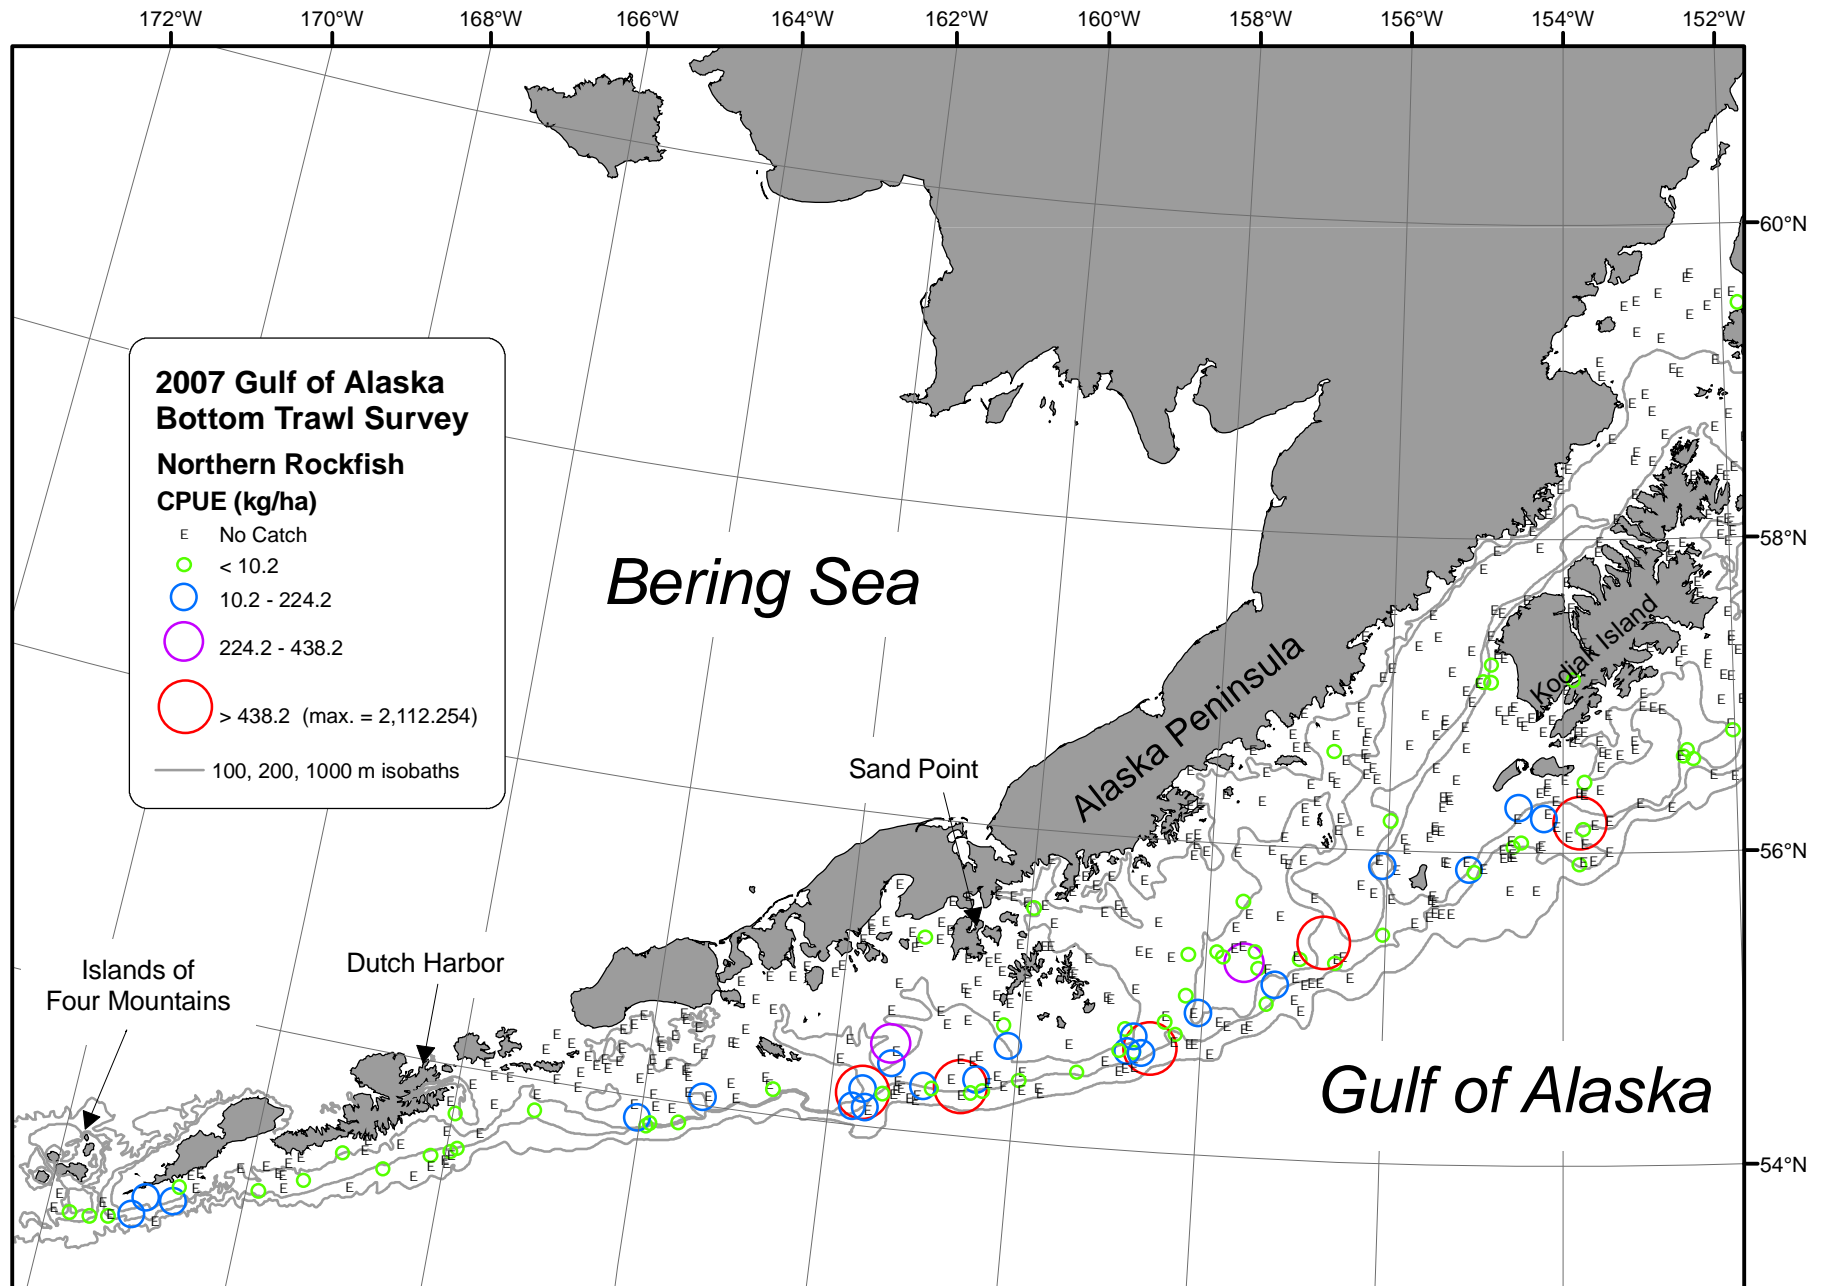 172°W 170°W 168°W 166°W 164°W 162°W 160°W 158°W 156°W 154°W 152°W
60°N
2007 Gulf of Alaska
Bottom Trawl Survey
Northern Rockfish
CPUE (kg/ha)
E No Catch
< 10.2
10.2 - 224.2
224.2 - 438.2
> 438.2 (max. = 2,112.254)
100, 200, 1000 m isobaths
58°N
Bering Sea
Kodiak Island
Alaska Peninsula
Sand Point
56°N
Dutch Harbor
Islands of
Four Mountains
Gulf of Alaska
54°N